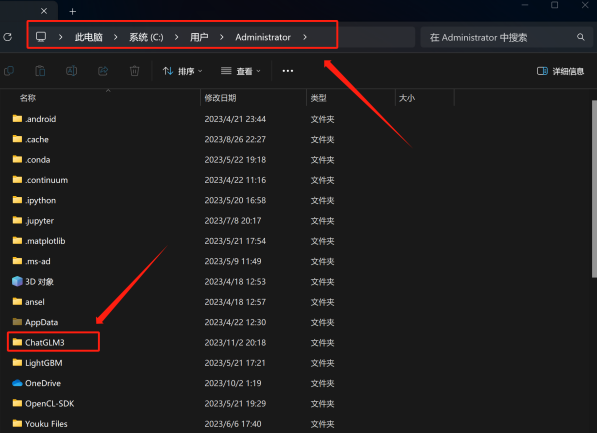 此电脑 > 系统 (C:) > 用户 > Administrator >
在 Administrator 中搜索
排序 查看 ... 详细信息
名称 修改日期 类型 大小
.android 2023/4/21 23:44 文件夹
.cache 2023/8/26 22:27 文件夹
.conda 2023/5/22 19:18 文件夹
.continuum 2023/4/22 11:16 文件夹
.ipython 2023/5/20 16:58 文件夹
.jupyter 2023/7/8 20:17 文件夹
.matplotlib 2023/5/21 17:54 文件夹
.ms-ad 2023/5/9 11:49 文件夹
3D 对象 2023/4/18 12:53 文件夹
ansel 2023/4/18 12:57 文件夹
AppData 2023/4/22 12:30 文件夹
ChatGLM3 2023/11/2 20:18 文件夹
LightGBM 2023/5/21 17:21 文件夹
OneDrive 2023/10/2 1:19 文件夹
OpenCL-SDK 2023/5/21 19:29 文件夹
Youku Files 2023/6/6 17:40 文件夹